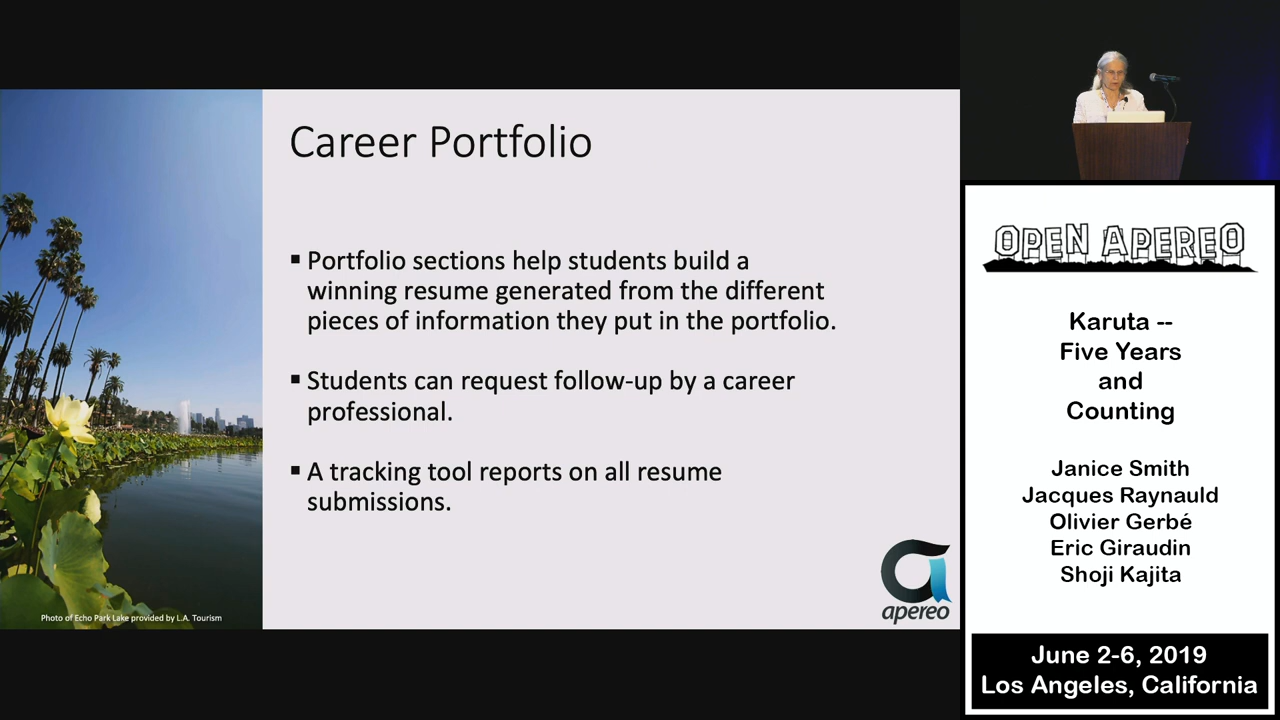 Career Portfolio
▪ Portfolio sections help students build a
winning resume generated from the different
pieces of information they put in the portfolio.
▪ Students can request follow-up by a career
professional.
▪ A tracking tool reports on all resume
submissions.
Photo of Echo Park Lake provided by L.A. Tourism
apereo
OPEN APEREO
Karuta --
Five Years
and
Counting
Janice Smith
Jacques Raynauld
Olivier Gerbé
Eric Giraudin
Shoji Kajita
June 2-6, 2019
Los Angeles, California